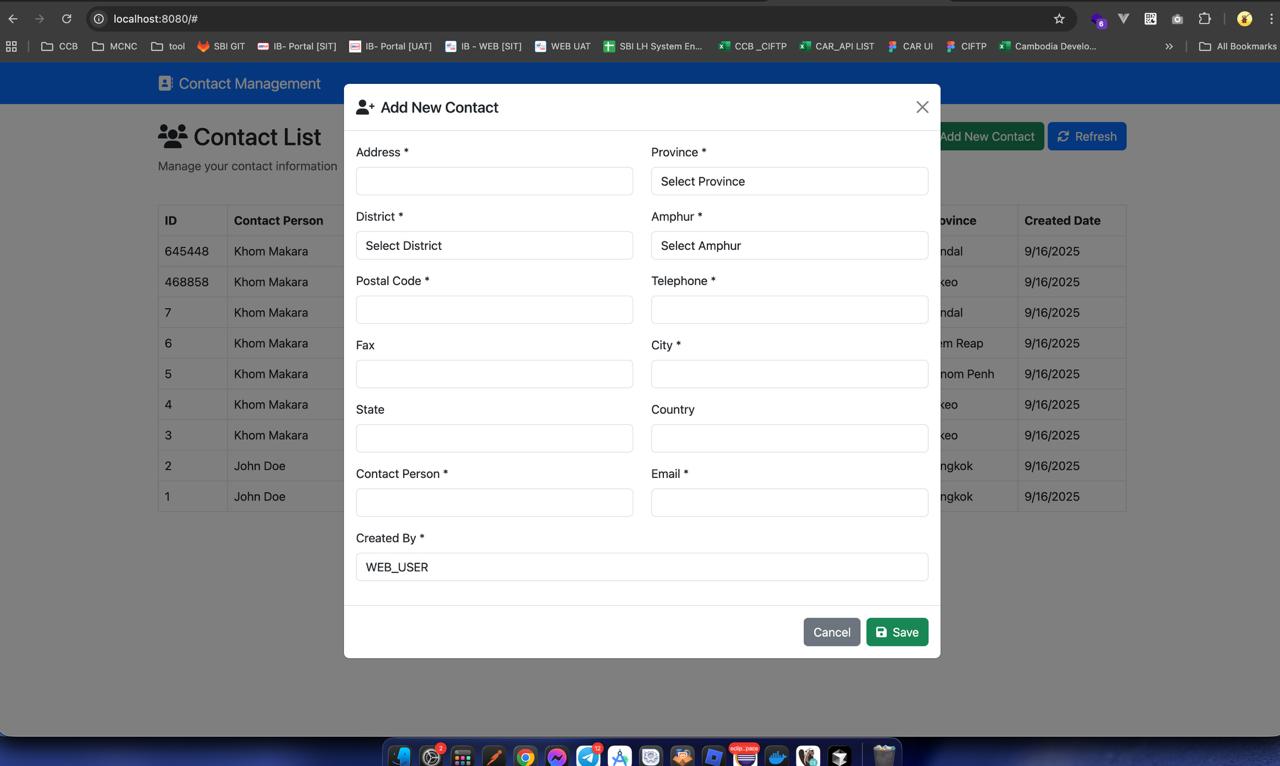 localhost:8080/#
6
CCB MCNC tool SBI GIT IB- Portal [SIT] IB- Portal [UAT] IB - WEB [SIT] WEB UAT SBI LH System En... CCB _CIFTP CAR_API LIST CAR UI CIFTP Cambodia Develo... » All Bookmarks
Contact Management
Add New Contact
Contact List
Add New Contact Refresh
Manage your contact information
Address * Province *
Select Province
ID Contact Person ovince Created Date
District * Amphur *
Select District Select Amphur
645448 Khom Makara ndal 9/16/2025
468858 Khom Makara keo 9/16/2025
Postal Code * Telephone *
7 Khom Makara ndal 9/16/2025
6 Khom Makara em Reap 9/16/2025
Fax City *
5 Khom Makara nom Penh 9/16/2025
4 Khom Makara keo 9/16/2025
State Country
3 Khom Makara keo 9/16/2025
2 John Doe ngkok 9/16/2025
Contact Person * Email *
1 John Doe ngkok 9/16/2025
Created By *
WEB_USER
Cancel Save
2 12 eclip...pace